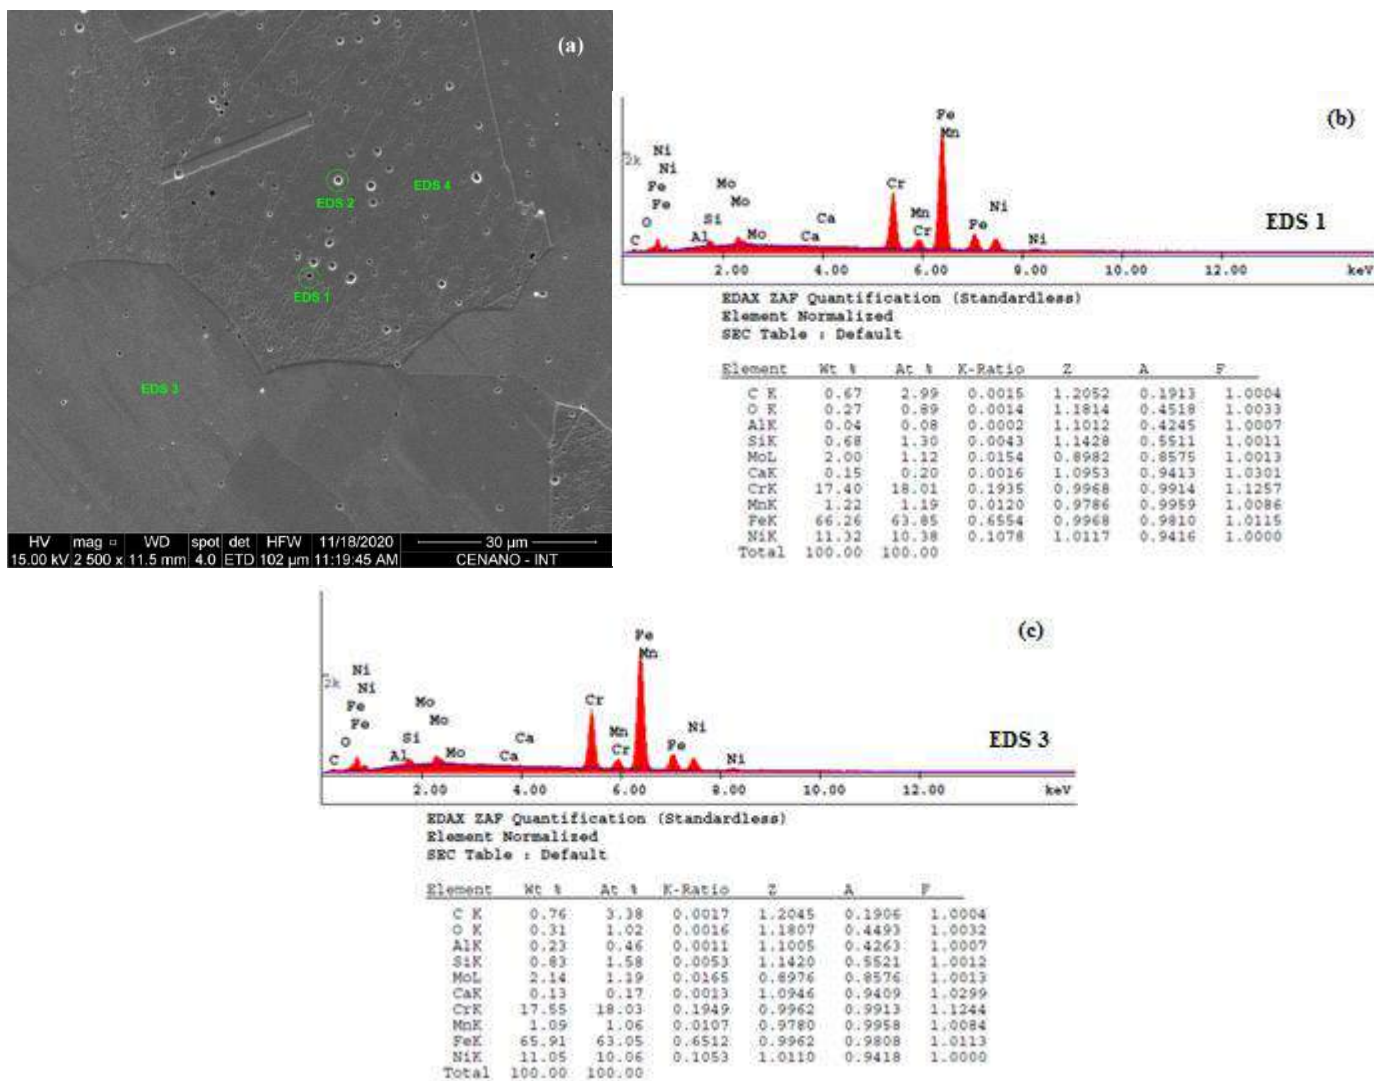 (a)
EDS 2
EDS 4
EDS 1
EDS 3
HV mag □ WD spot det HFW 11/18/2020 30 µm
15.00 kV 2 500 x 11.5 mm 4.0 ETD 102 µm 11:19:45 AM CENANO - INT
(b)
EDS 1
2k
Fe
Mn
Ni
Ni
Fe
Fe
O
C
Mo
Mo
Si
Al
Mo
Ca
Ca
Cr
Mn
Cr
Fe
Ni
Ni
2.00 4.00 6.00 8.00 10.00 12.00 keV
EDAX ZAF Quantification (Standardless)
Element Normalized
SEC Table : Default
Element Wt % At % K-Ratio Z A F
C K 0.67 2.99 0.0015 1.2052 0.1913 1.0004
O K 0.27 0.89 0.0014 1.1814 0.4518 1.0033
AlK 0.04 0.08 0.0002 1.1012 0.4245 1.0007
SiK 0.68 1.30 0.0043 1.1428 0.5511 1.0011
MoL 2.00 1.12 0.0154 0.8982 0.8575 1.0013
CaK 0.15 0.20 0.0016 1.0953 0.9413 1.0301
CrK 17.40 18.01 0.1935 0.9968 0.9914 1.1257
MnK 1.22 1.19 0.0120 0.9786 0.9959 1.0086
FeK 66.26 63.85 0.6554 0.9968 0.9810 1.0115
NiK 11.32 10.38 0.1078 1.0117 0.9416 1.0000
Total 100.00 100.00
(c)
EDS 3
2k
Fe
Mn
Ni
Ni
Fe
Fe
O
C
Mo
Mo
Si
Al
Mo
Ca
Ca
Cr
Mn
Cr
Fe
Ni
Ni
2.00 4.00 6.00 8.00 10.00 12.00 keV
EDAX ZAF Quantification (Standardless)
Element Normalized
SEC Table : Default
Element Wt % At % K-Ratio Z A F
C K 0.76 3.38 0.0017 1.2045 0.1906 1.0004
O K 0.31 1.02 0.0016 1.1807 0.4493 1.0032
AlK 0.23 0.46 0.0011 1.1005 0.4263 1.0007
SiK 0.83 1.58 0.0053 1.1420 0.5521 1.0012
MoL 2.14 1.19 0.0165 0.8976 0.8576 1.0013
CaK 0.13 0.17 0.0013 1.0946 0.9409 1.0299
CrK 17.55 18.03 0.1949 0.9962 0.9913 1.1244
MnK 1.09 1.06 0.0107 0.9780 0.9958 1.0084
FeK 65.91 63.05 0.6512 0.9962 0.9808 1.0113
NiK 11.05 10.06 0.1053 1.0110 0.9418 1.0000
Total 100.00 100.00